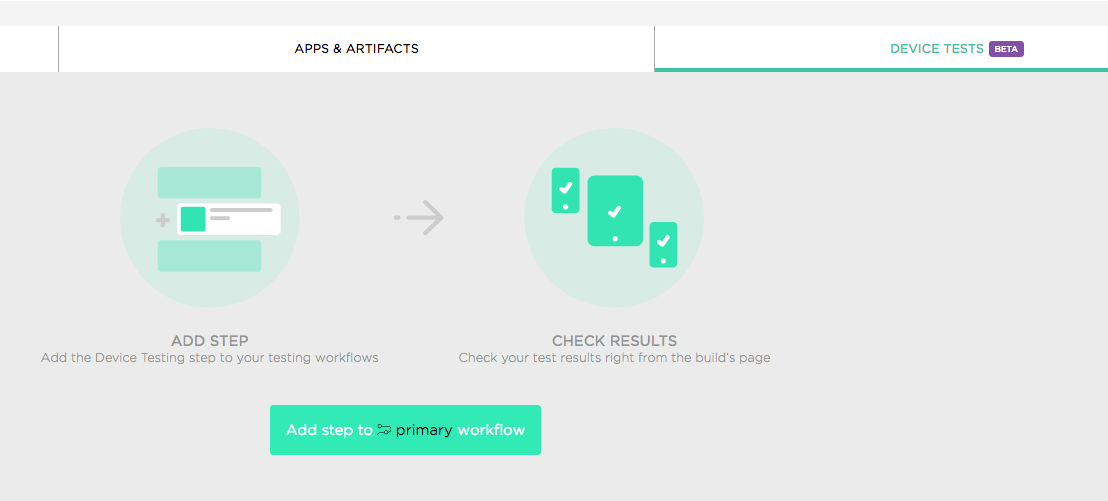 APPS & ARTIFACTS
DEVICE TESTS BETA
ADD STEP
Add the Device Testing step to your testing workflows
CHECK RESULTS
Check your test results right from the build's page
Add step to primary workflow